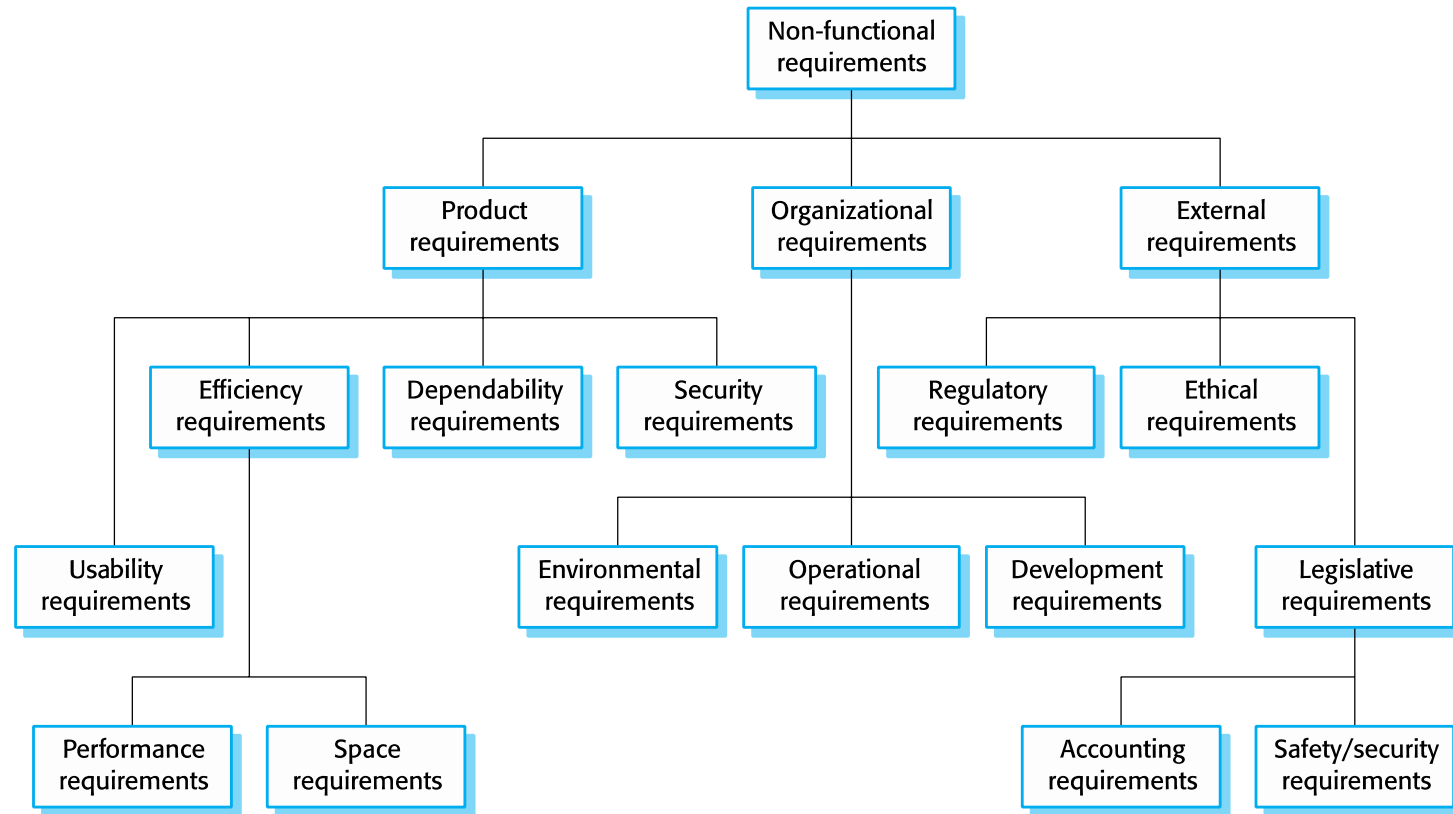 Non-functional
requirements
Product
requirements
Organizational
requirements
External
requirements
Efficiency
requirements
Dependability
requirements
Security
requirements
Regulatory
requirements
Ethical
requirements
Usability
requirements
Environmental
requirements
Operational
requirements
Development
requirements
Legislative
requirements
Performance
requirements
Space
requirements
Accounting
requirements
Safety/security
requirements